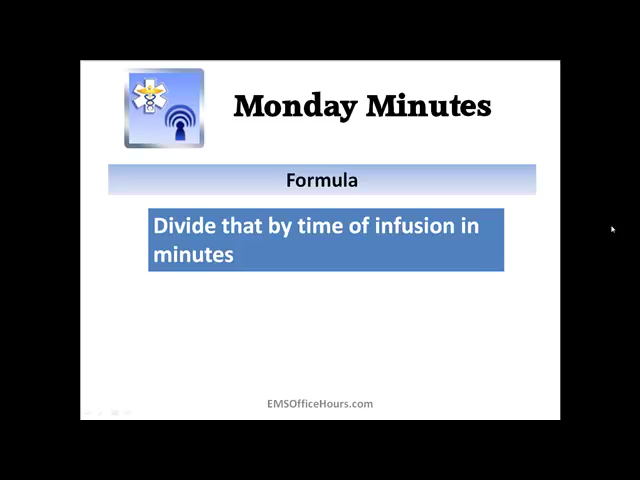 Monday Minutes
Formula
Divide that by time of infusion in
minutes
EMSOfficeHours.com